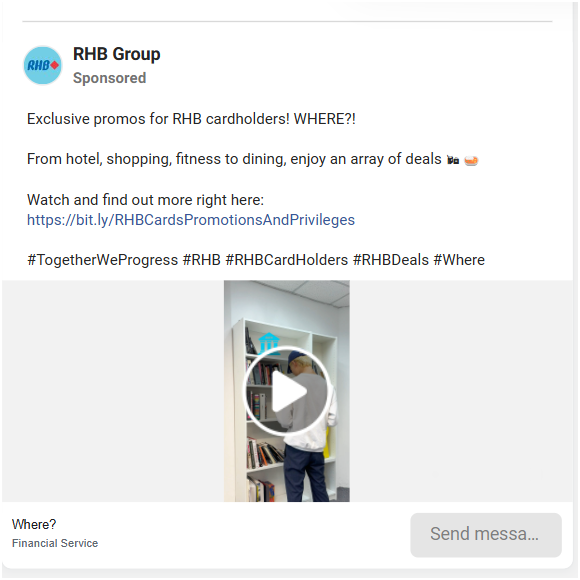 RHB
RHB Group
Sponsored
Exclusive promos for RHB cardholders! WHERE?!
From hotel, shopping, fitness to dining, enjoy an array of deals
Watch and find out more right here:
https://bit.ly/RHBCardsPromotionsAndPrivileges
#TogetherWeProgress #RHB #RHBCardHolders #RHBDeals #Where
Where?
Financial Service
Send messa...